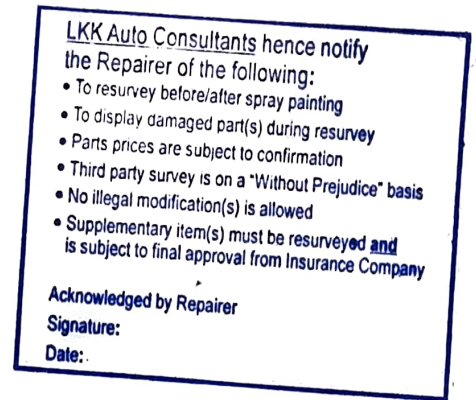 LKK Auto Consultants hence notify
the Repairer of the following:
• To resurvey before/after spray painting
• To display damaged part(s) during resurvey
• Parts prices are subject to confirmation
• Third party survey is on a "Without Prejudice" basis
• No illegal modification(s) is allowed
• Supplementary item(s) must be resurveyed and
is subject to final approval from Insurance Company
Acknowledged by Repairer
Signature:
Date: